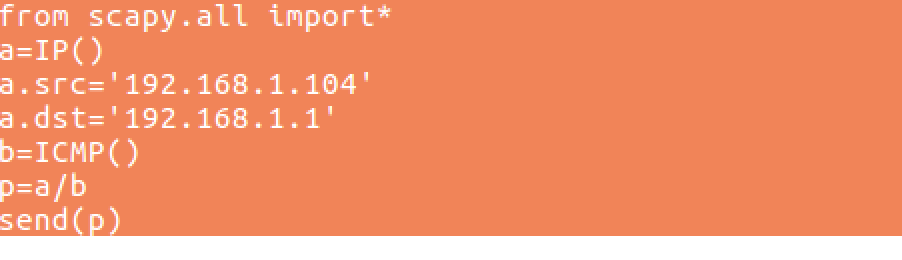 from scapy.all import*
a=IP()
a.src='192.168.1.104'
a.dst='192.168.1.1'
b=ICMP()
p=a/b
send(p)